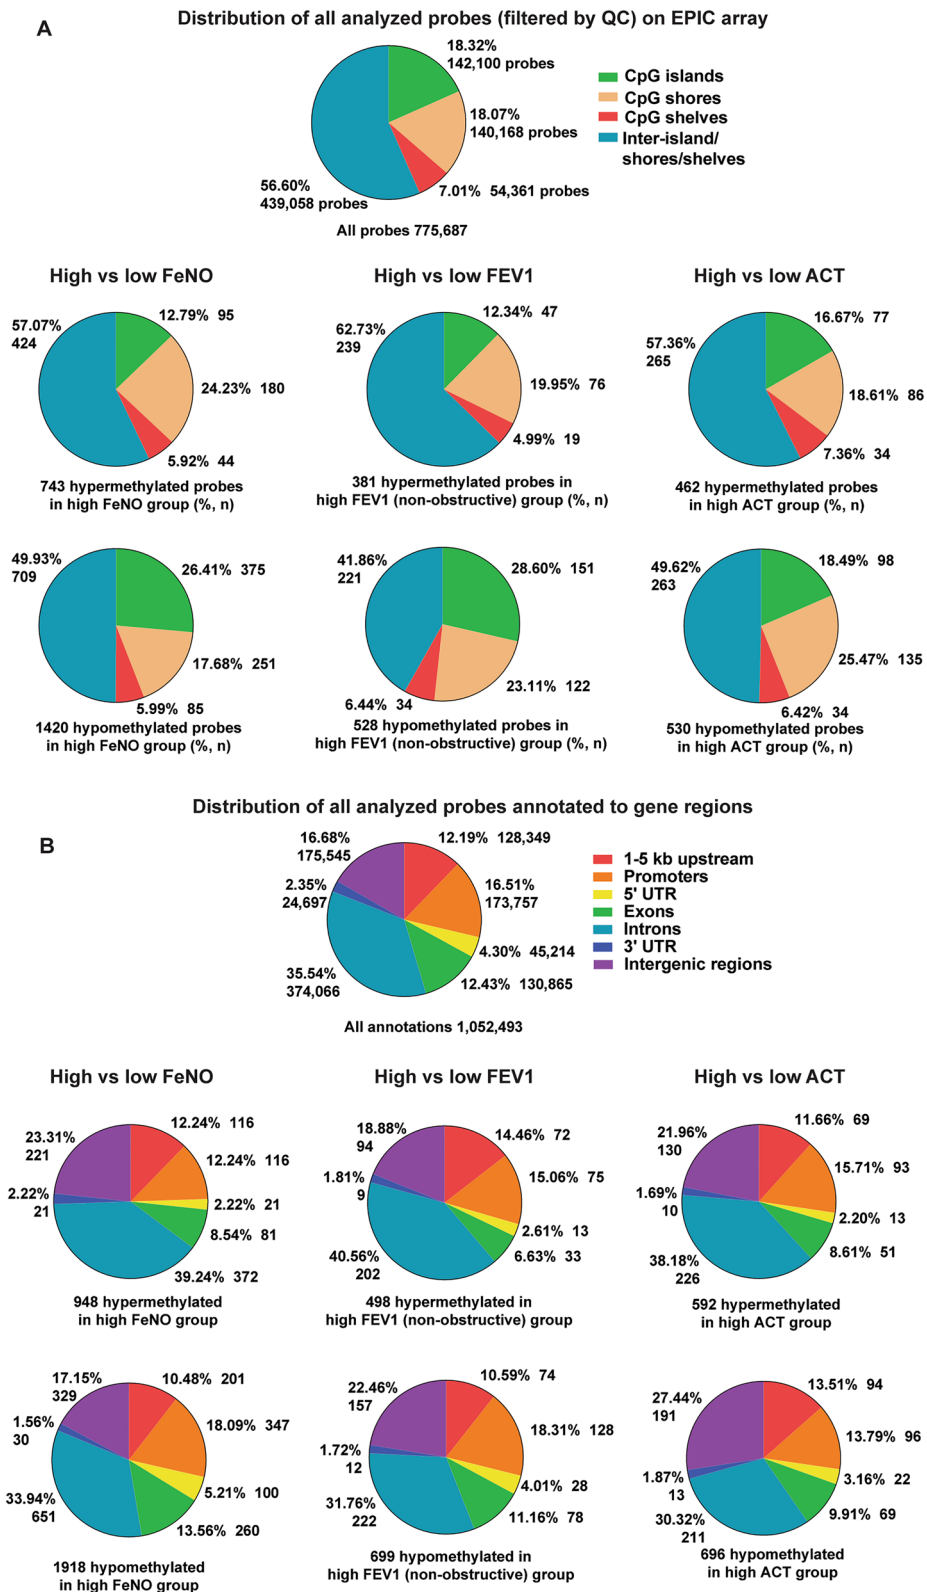 A
Distribution of all analyzed probes (filtered by QC) on EPIC array
18.32%
142,100 probes
18.07%
140,168 probes
7.01% 54,361 probes
56.60%
439,058 probes
All probes 775,687
CpG islands
CpG shores
CpG shelves
Inter-island/
shores/shelves
High vs low FeNO
57.07%
424
12.79% 95
24.23% 180
5.92% 44
743 hypermethylated probes
in high FeNO group (%, n)
High vs low FEV1
62.73%
239
12.34% 47
19.95% 76
4.99% 19
381 hypermethylated probes in
high FEV1 (non-obstructive) group (%, n)
High vs low ACT
57.36%
265
16.67% 77
18.61% 86
7.36% 34
462 hypermethylated probes
in high ACT group (%, n)
49.93%
709
26.41% 375
17.68% 251
5.99% 85
1420 hypomethylated probes
in high FeNO group (%, n)
41.86%
221
28.60% 151
23.11% 122
6.44% 34
528 hypomethylated probes in
high FEV1 (non-obstructive) group (%, n)
49.62%
263
18.49% 98
25.47% 135
6.42% 34
530 hypomethylated probes
in high ACT group (%, n)
Distribution of all analyzed probes annotated to gene regions
B
16.68%
175,545
12.19% 128,349
2.35%
24,697
16.51%
173,757
4.30% 45,214
35.54%
374,066
12.43% 130,865
All annotations 1,052,493
1-5 kb upstream
Promoters
5' UTR
Exons
Introns
3' UTR
Intergenic regions
High vs low FeNO
23.31%
221
12.24% 116
12.24% 116
2.22%
21
2.22% 21
8.54% 81
39.24% 372
948 hypermethylated
in high FeNO group
High vs low FEV1
18.88%
94
14.46% 72
15.06% 75
1.81%
9
2.61% 13
6.63% 33
40.56%
202
498 hypermethylated in
high FEV1 (non-obstructive) group
High vs low ACT
21.96%
130
11.66% 69
15.71% 93
1.69%
10
2.20% 13
8.61% 51
38.18%
226
592 hypermethylated
in high ACT group
17.15%
329
10.48% 201
1.56%
30
18.09% 347
5.21% 100
33.94%
651
13.56% 260
1918 hypomethylated
in high FeNO group
22.46%
157
10.59% 74
18.31% 128
1.72%
12
4.01% 28
31.76%
222
11.16% 78
699 hypomethylated in
high FEV1 (non-obstructive) group
27.44%
191
13.51% 94
13.79% 96
1.87%
13
3.16% 22
9.91% 69
30.32%
211
696 hypomethylated
in high ACT group